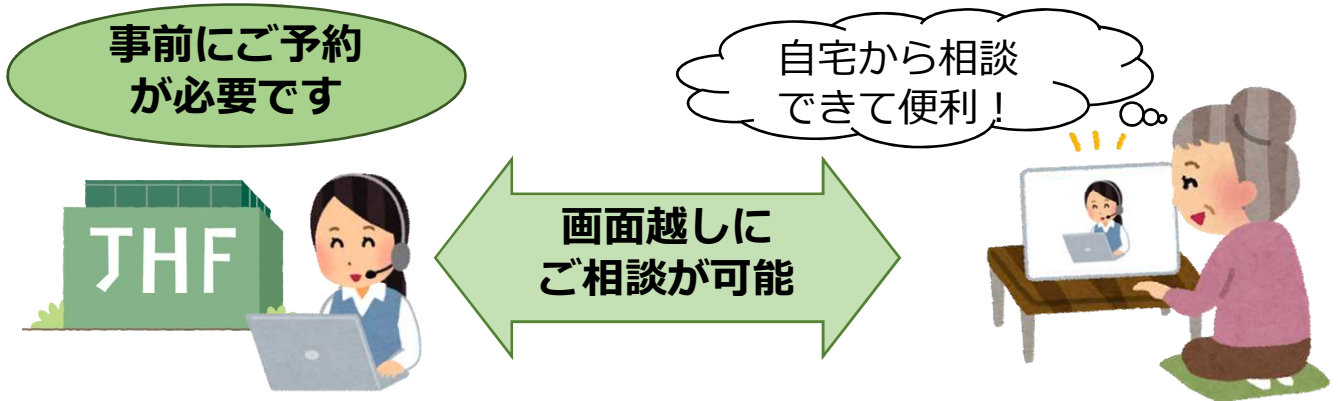 事前にご予約
が必要です
自宅から相談
できて便利！
JHF
画面越しに
ご相談が可能